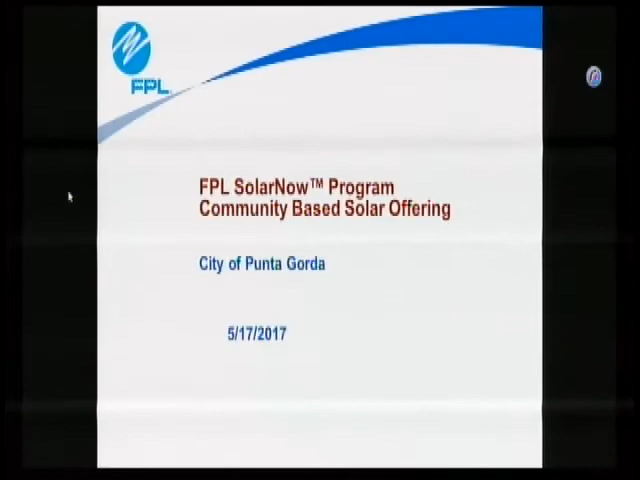 FPL
FPL SolarNow™ Program
Community Based Solar Offering
City of Punta Gorda
5/17/2017